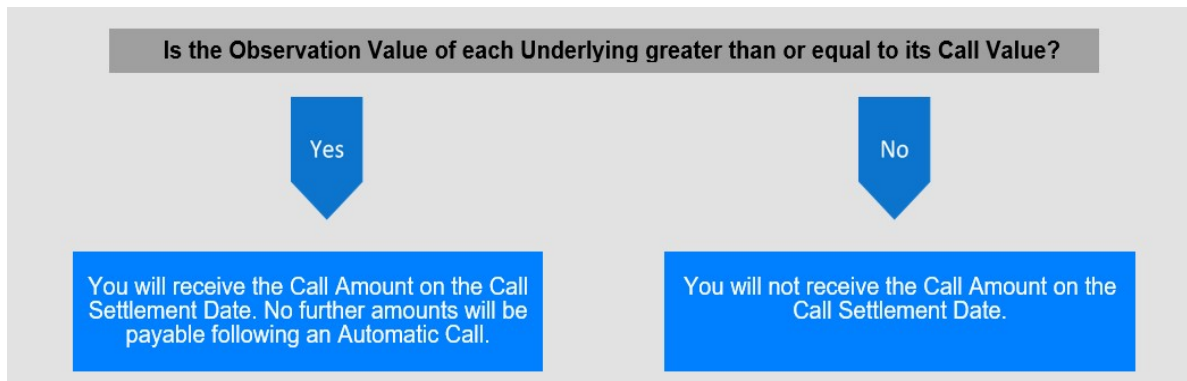 Is the Observation Value of each Underlying greater than or equal to its Call Value?
Yes
No
You will receive the Call Amount on the Call
Settlement Date. No further amounts will be
payable following an Automatic Call.
You will not receive the Call Amount on the
Call Settlement Date.